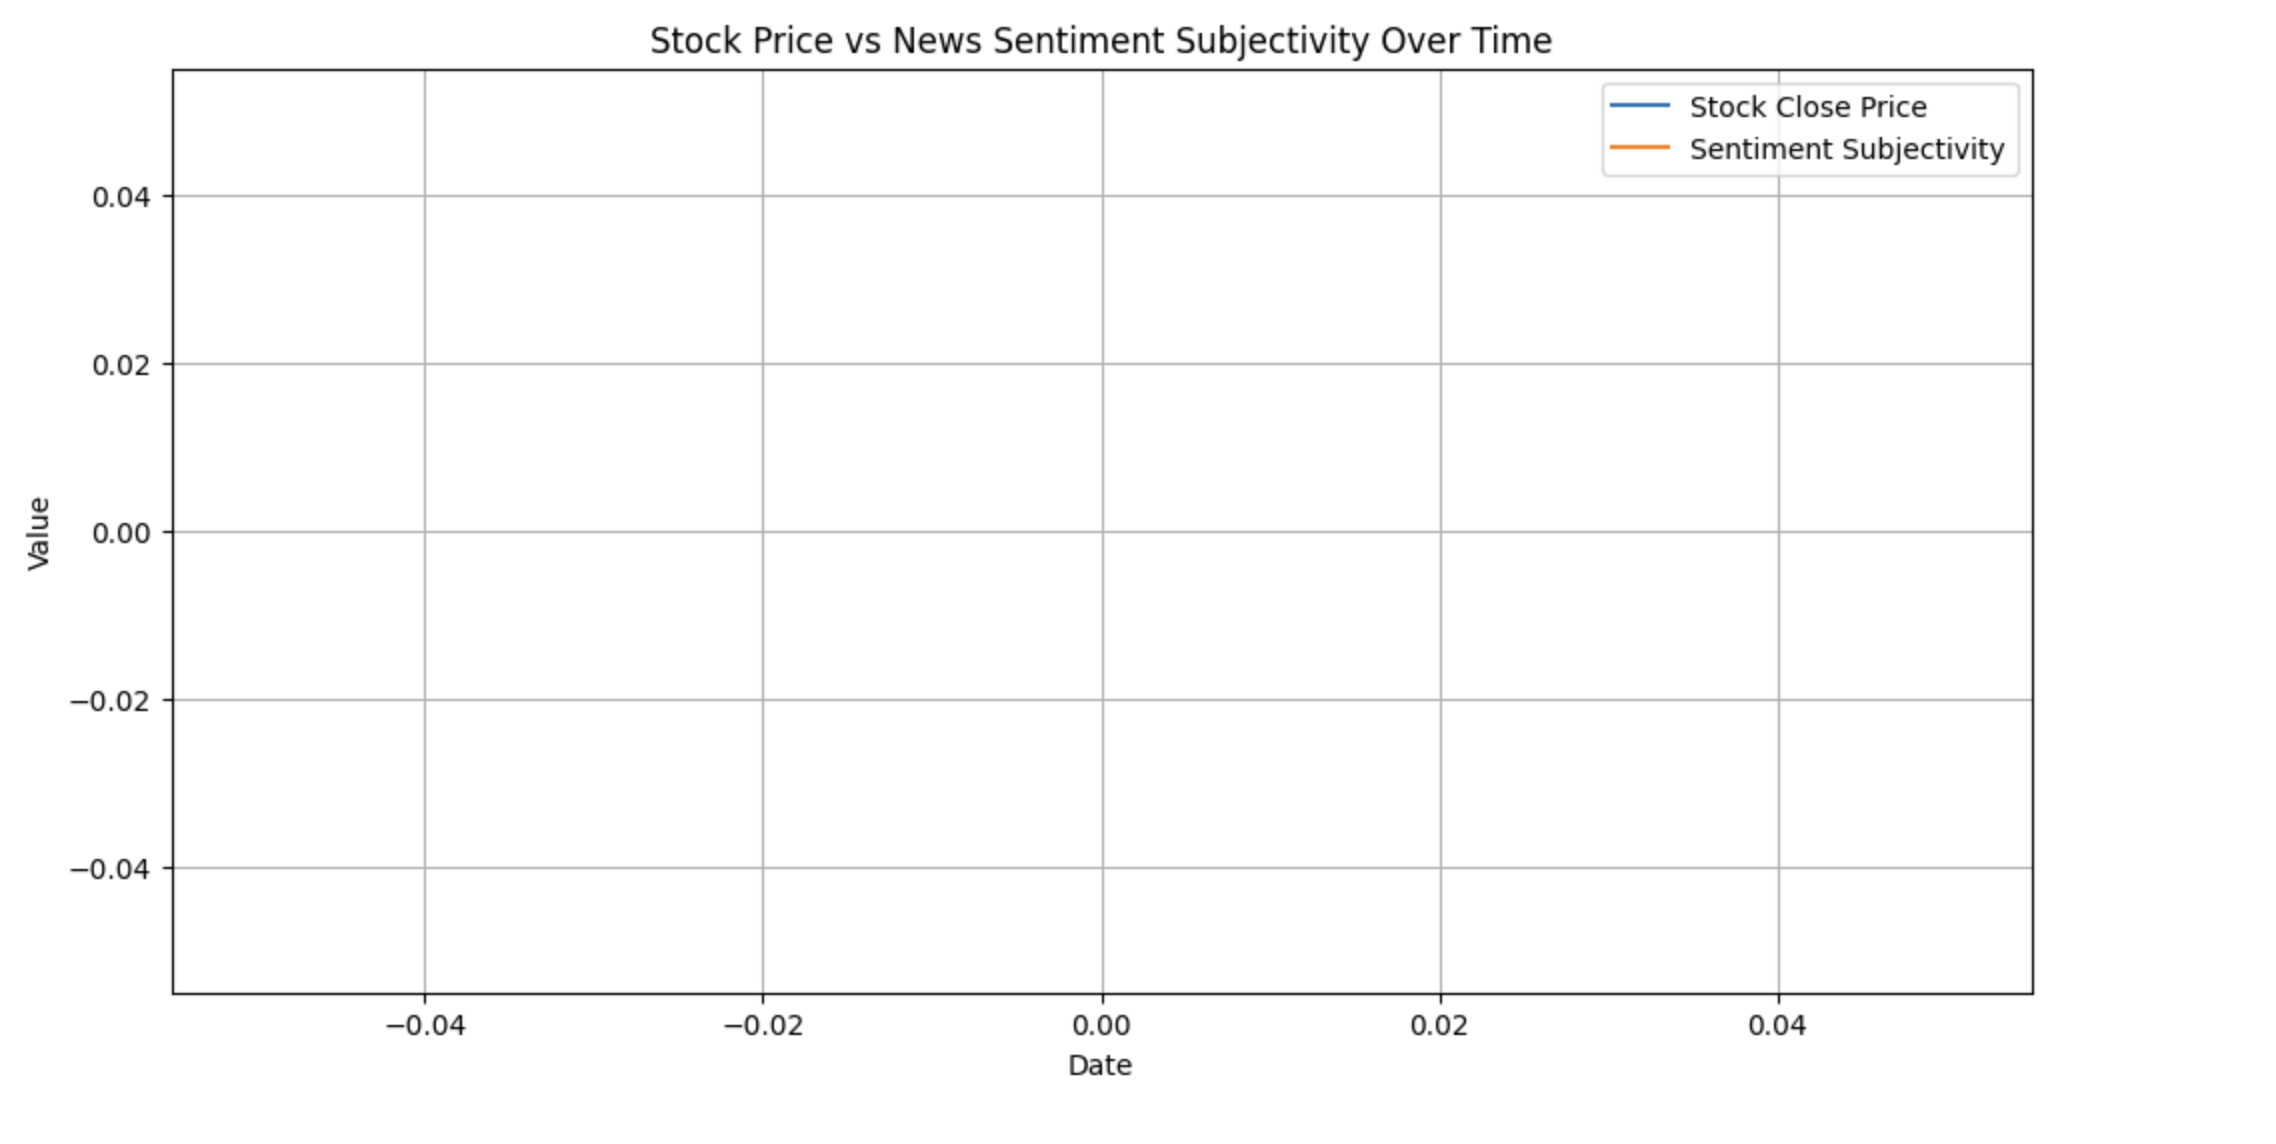 Stock Price vs News Sentiment Subjectivity Over Time
Stock Close Price
Sentiment Subjectivity
0.04
0.02
0.00
−0.02
−0.04
Value
−0.04
−0.02
0.00
0.02
0.04
Date